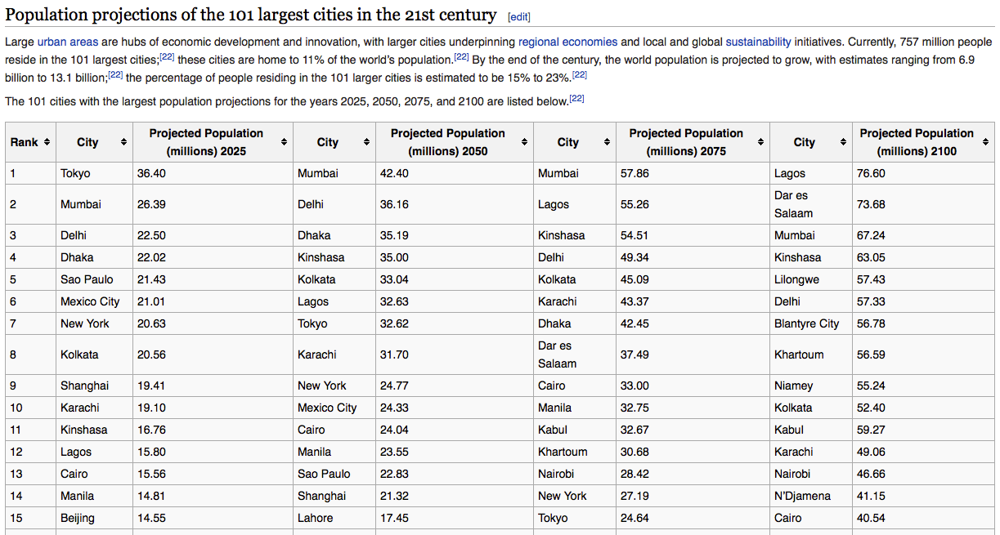 Population projections of the 101 largest cities in the 21st century [edit]
Large urban areas are hubs of economic development and innovation, with larger cities underpinning regional economies and local and global sustainability initiatives. Currently, 757 million people
reside in the 101 largest cities;[22] these cities are home to 11% of the world's population.[22] By the end of the century, the world population is projected to grow, with estimates ranging from 6.9
billion to 13.1 billion;[22] the percentage of people residing in the 101 larger cities is estimated to be 15% to 23%.[22]
The 101 cities with the largest population projections for the years 2025, 2050, 2075, and 2100 are listed below.[22]
Rank City Projected Population (millions) 2025 City Projected Population (millions) 2050 City Projected Population (millions) 2075 City Projected Population (millions) 2100
1 Tokyo 36.40 Mumbai 42.40 Mumbai 57.86 Lagos 76.60
2 Mumbai 26.39 Delhi 36.16 Lagos 55.26 Dar es Salaam 73.68
3 Delhi 22.50 Dhaka 35.19 Kinshasa 54.51 Mumbai 67.24
4 Dhaka 22.02 Kinshasa 35.00 Delhi 49.34 Kinshasa 63.05
5 Sao Paulo 21.43 Kolkata 33.04 Kolkata 45.09 Lilongwe 57.43
6 Mexico City 21.01 Lagos 32.63 Karachi 43.37 Delhi 57.33
7 New York 20.63 Tokyo 32.62 Dhaka 42.45 Blantyre City 56.78
8 Kolkata 20.56 Karachi 31.70 Dar es Salaam 37.49 Khartoum 56.59
9 Shanghai 19.41 New York 24.77 Cairo 33.00 Niamey 55.24
10 Karachi 19.10 Mexico City 24.33 Manila 32.75 Kolkata 52.40
11 Kinshasa 16.76 Cairo 24.04 Kabul 32.67 Kabul 59.27
12 Lagos 15.80 Manila 23.55 Khartoum 30.68 Karachi 49.06
13 Cairo 15.56 Sao Paulo 22.83 Nairobi 28.42 Nairobi 46.66
14 Manila 14.81 Shanghai 21.32 New York 27.19 N'Djamena 41.15
15 Beijing 14.55 Lahore 17.45 Tokyo 24.64 Cairo 40.54